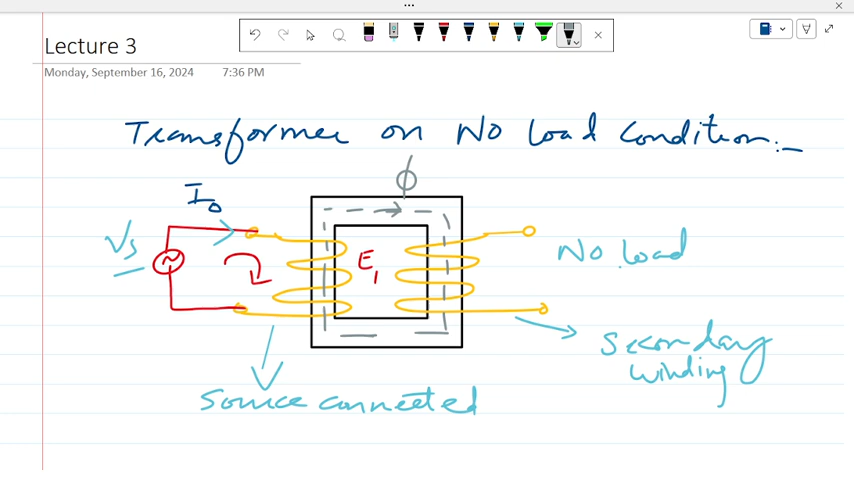 Lecture 3
Monday, September 16, 2024 7:36 PM
Transformer on No load Condition:-
ϕ
I₀
Vs
E₁
No load
Secondary
winding
Source connected